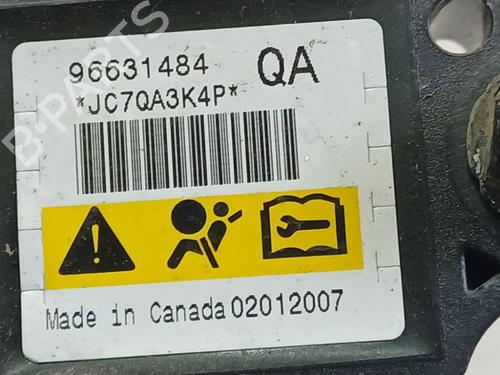 96631484 QA
*JC7QA3K4P*
Made in Canada 02012007
B-PARTS